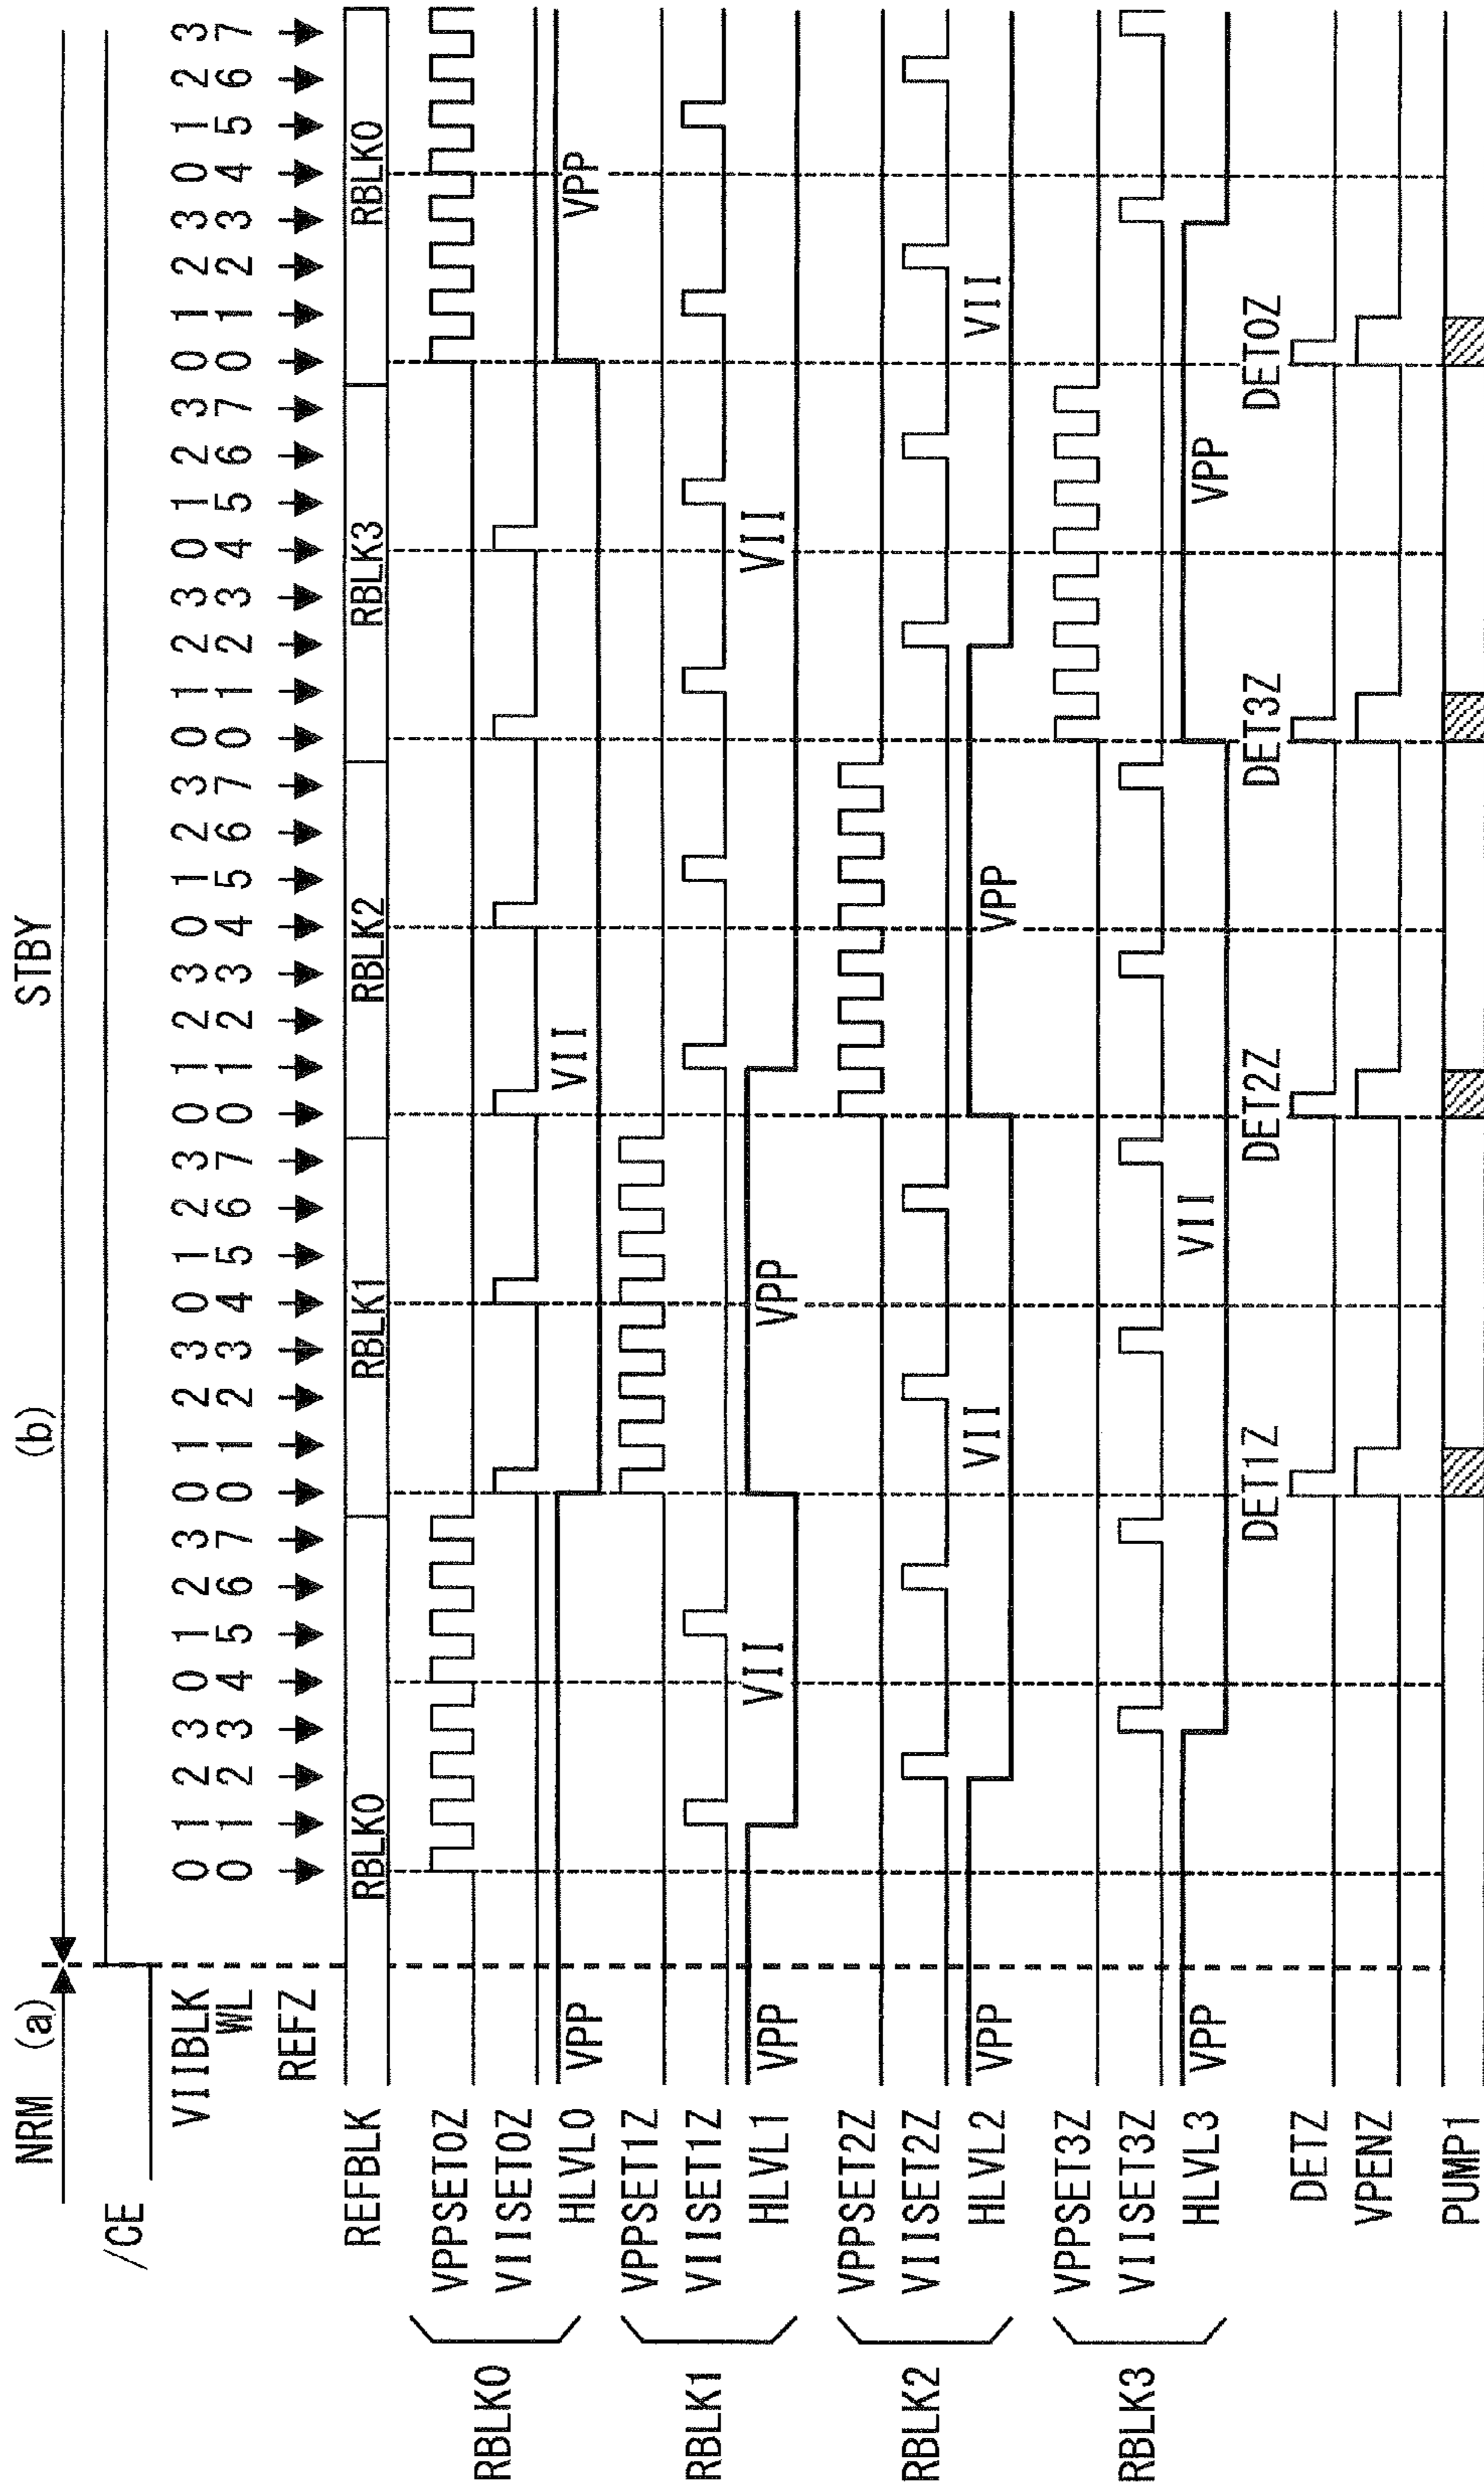 NRM (a) (b) STBY
/CE
VIIBLK 0 1 2 3 0 1 2 3 0 1 2 3 0 1 2 3 0 1 2 3 0 1 2 3 0 1 2 3 0 1 2 3 0 1 2 3 0 1 2 3
WL 0 1 2 3 4 5 6 7 0 1 2 3 4 5 6 7 0 1 2 3 4 5 6 7 0 1 2 3 4 5 6 7 0 1 2 3 4 5 6 7
REFZ
REFBLK RBLK0 RBLK1 RBLK2 RBLK3 RBLK0
RBLK0
VPPSET0Z
VIISET0Z
HLVL0 VPP VII VPP
RBLK1
VPPSET1Z
VIISET1Z
HLVL1 VPP VII VPP VII
RBLK2
VPPSET2Z
VIISET2Z
HLVL2 VPP VII VPP VII
RBLK3
VPPSET3Z
VIISET3Z
HLVL3 VPP VII VPP
DET1Z DET2Z DET3Z DET0Z
DETZ
VPENZ
PUMP1